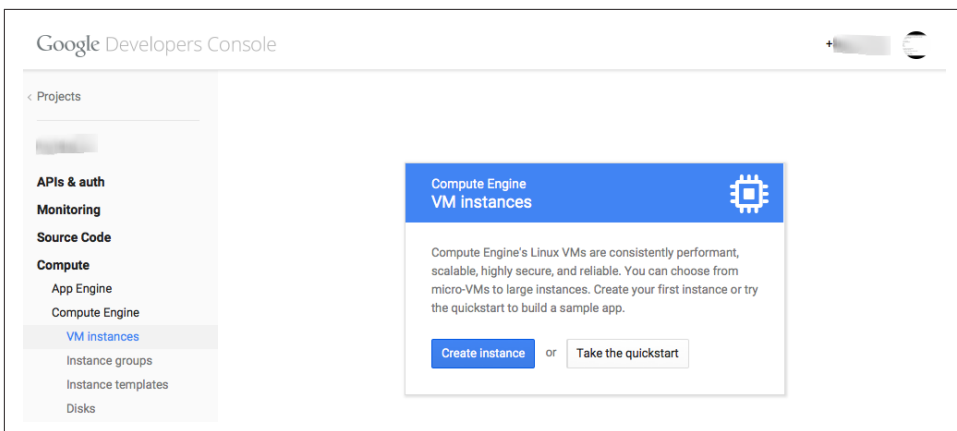 Google Developers Console
+
< Projects
APIs & auth
Monitoring
Source Code
Compute
App Engine
Compute Engine
VM instances
Instance groups
Instance templates
Disks
Compute Engine
VM instances
Compute Engine's Linux VMs are consistently performant,
scalable, highly secure, and reliable. You can choose from
micro-VMs to large instances. Create your first instance or try
the quickstart to build a sample app.
Create instance or Take the quickstart